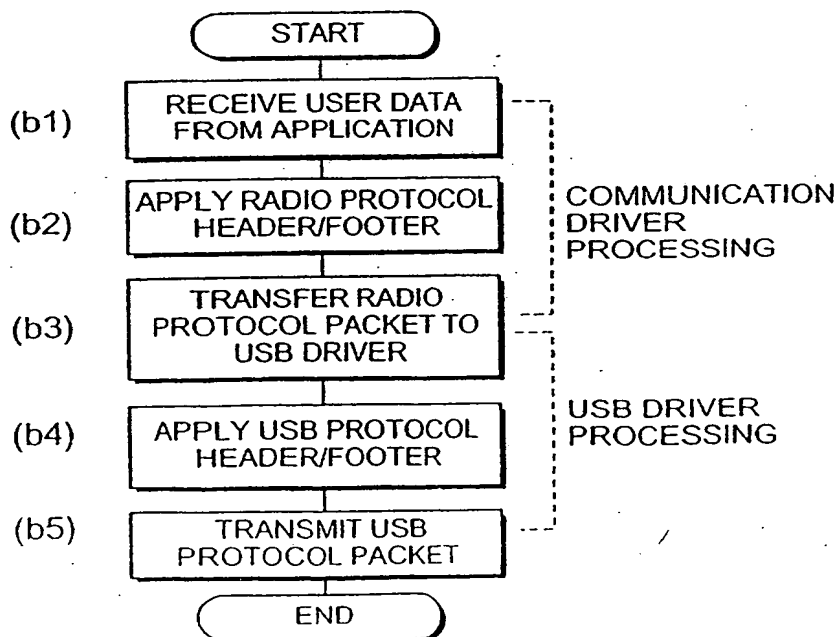 START
(b1)
RECEIVE USER DATA
FROM APPLICATION
(b2)
APPLY RADIO PROTOCOL
HEADER/FOOTER
COMMUNICATION
DRIVER
PROCESSING
(b3)
TRANSFER RADIO
PROTOCOL PACKET TO
USB DRIVER
(b4)
APPLY USB PROTOCOL
HEADER/FOOTER
USB DRIVER
PROCESSING
(b5)
TRANSMIT USB
PROTOCOL PACKET
END